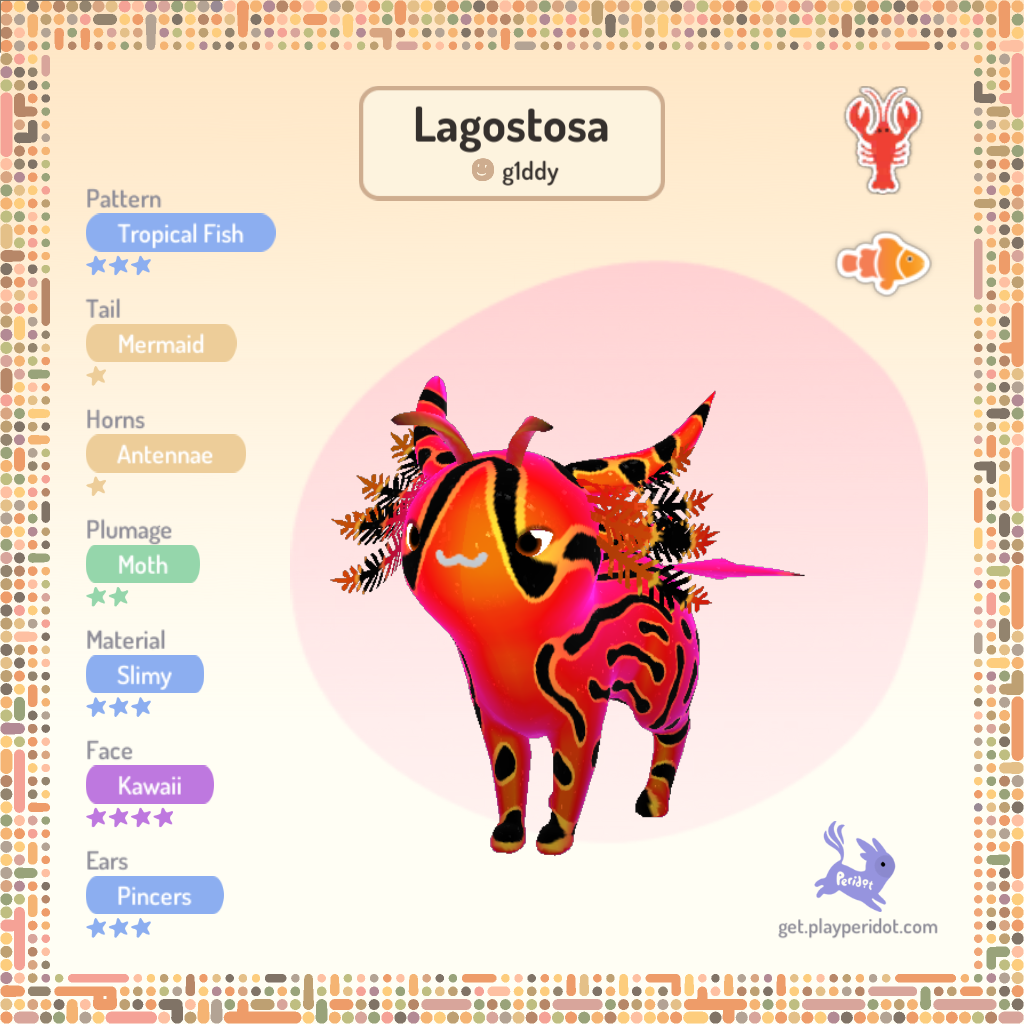 Lagostosa
g1ddy
Pattern
Tropical Fish
Tail
Mermaid
Horns
Antennae
Plumage
Moth
Material
Slimy
Face
Kawaii
Ears
Pincers
Peridot
get.playperidot.com